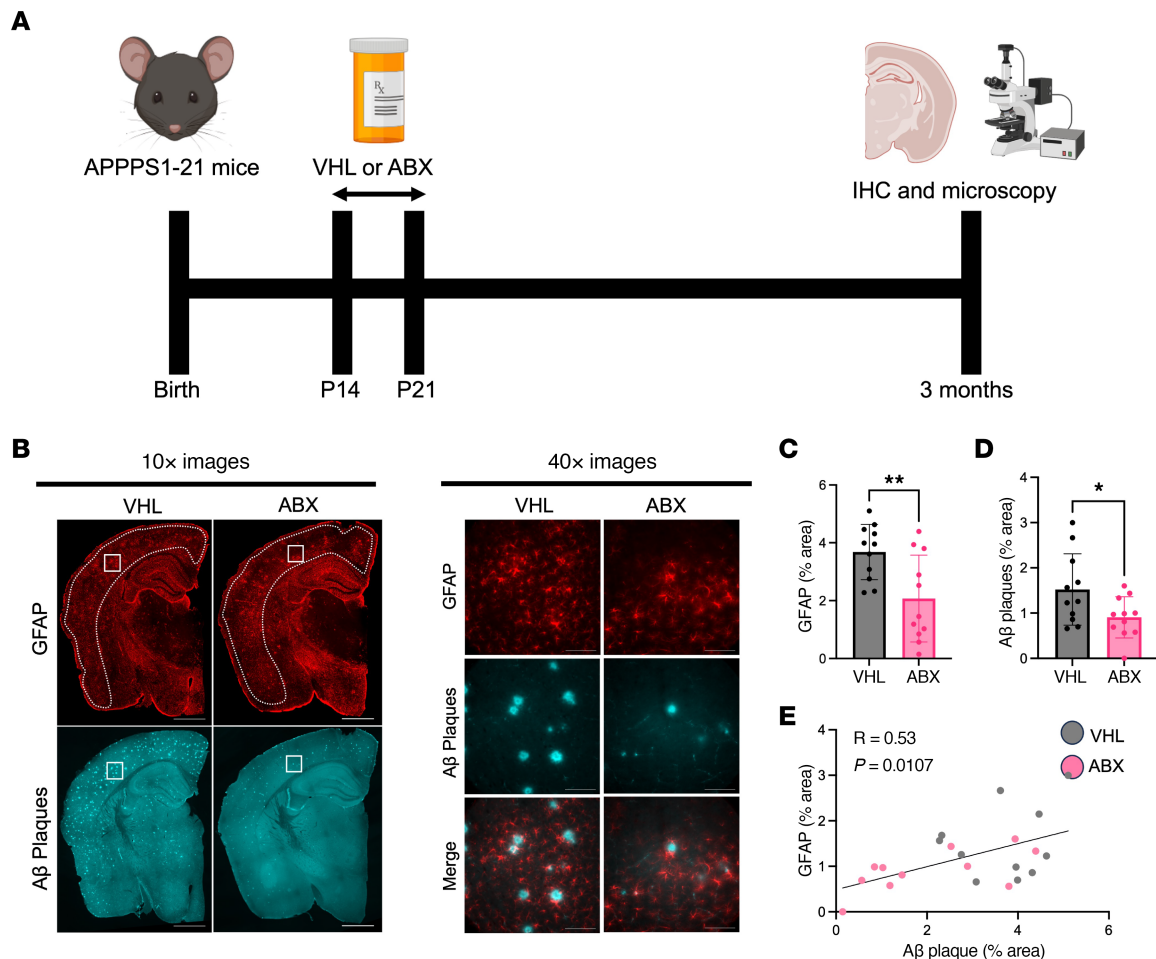 A
Rx
APPPS1-21 mice
VHL or ABX
IHC and microscopy
Birth
P14
P21
3 months
B
10× images
40× images
VHL
ABX
VHL
ABX
GFAP
Aβ Plaques
GFAP
Aβ Plaques
Merge
C
**
GFAP (% area)
6
4
2
0
VHL
ABX
D
*
Aβ plaques (% area)
4
3
2
1
0
VHL
ABX
E
R = 0.53
P = 0.0107
VHL
ABX
GFAP (% area)
4
3
2
1
0
0
2
4
6
Aβ plaque (% area)